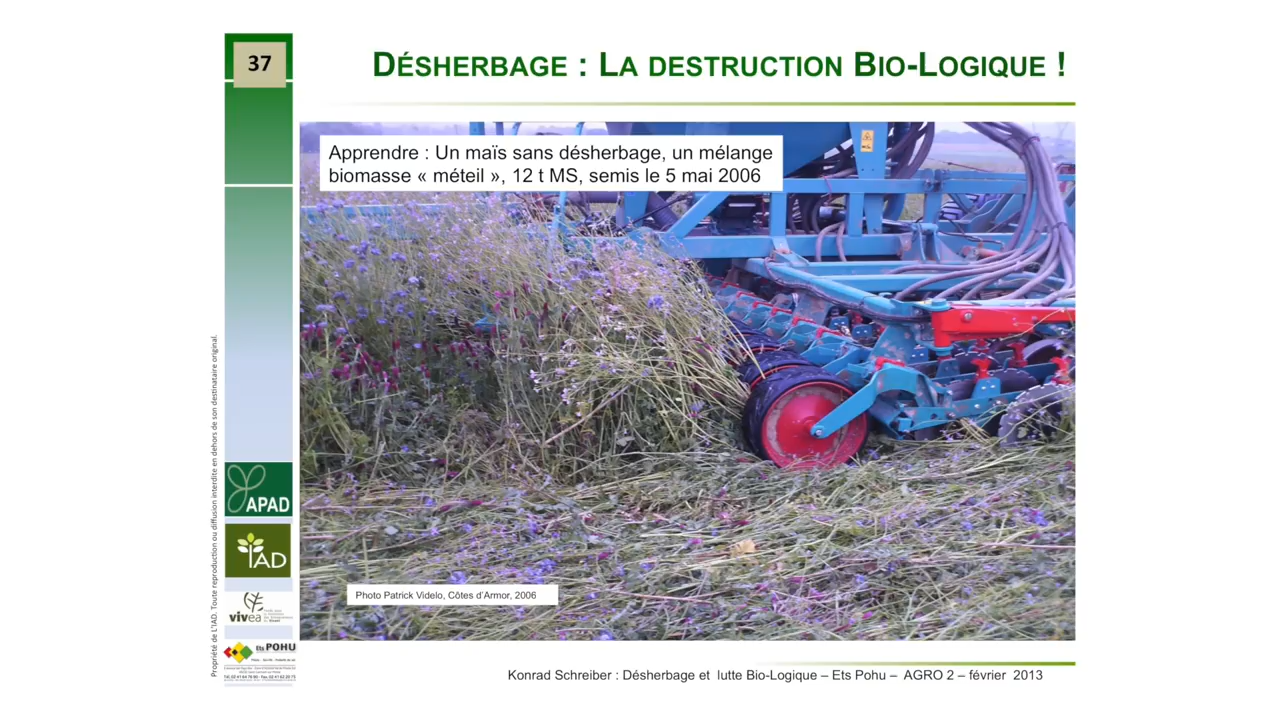 37
DÉSHERBAGE : LA DESTRUCTION BIO-LOGIQUE !
Apprendre : Un maïs sans désherbage, un mélange
biomasse « méteil », 12 t MS, semis le 5 mai 2006
Photo Patrick Videlo, Côtes d'Armor, 2006
Propriété de L'IAD. Toute reproduction ou diffusion interdite en dehors de son destinataire original.
APAD
IAD
vivea
Ets POHU
Konrad Schreiber : Désherbage et lutte Bio-Logique – Ets Pohu – AGRO 2 – février 2013